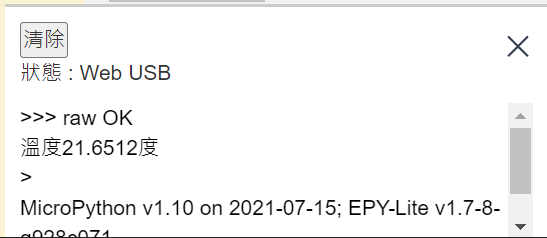 清除
狀態 : Web USB
>>> raw OK
溫度21.6512度
>
MicroPython v1.10 on 2021-07-15; EPY-Lite v1.7-8-
g928c071